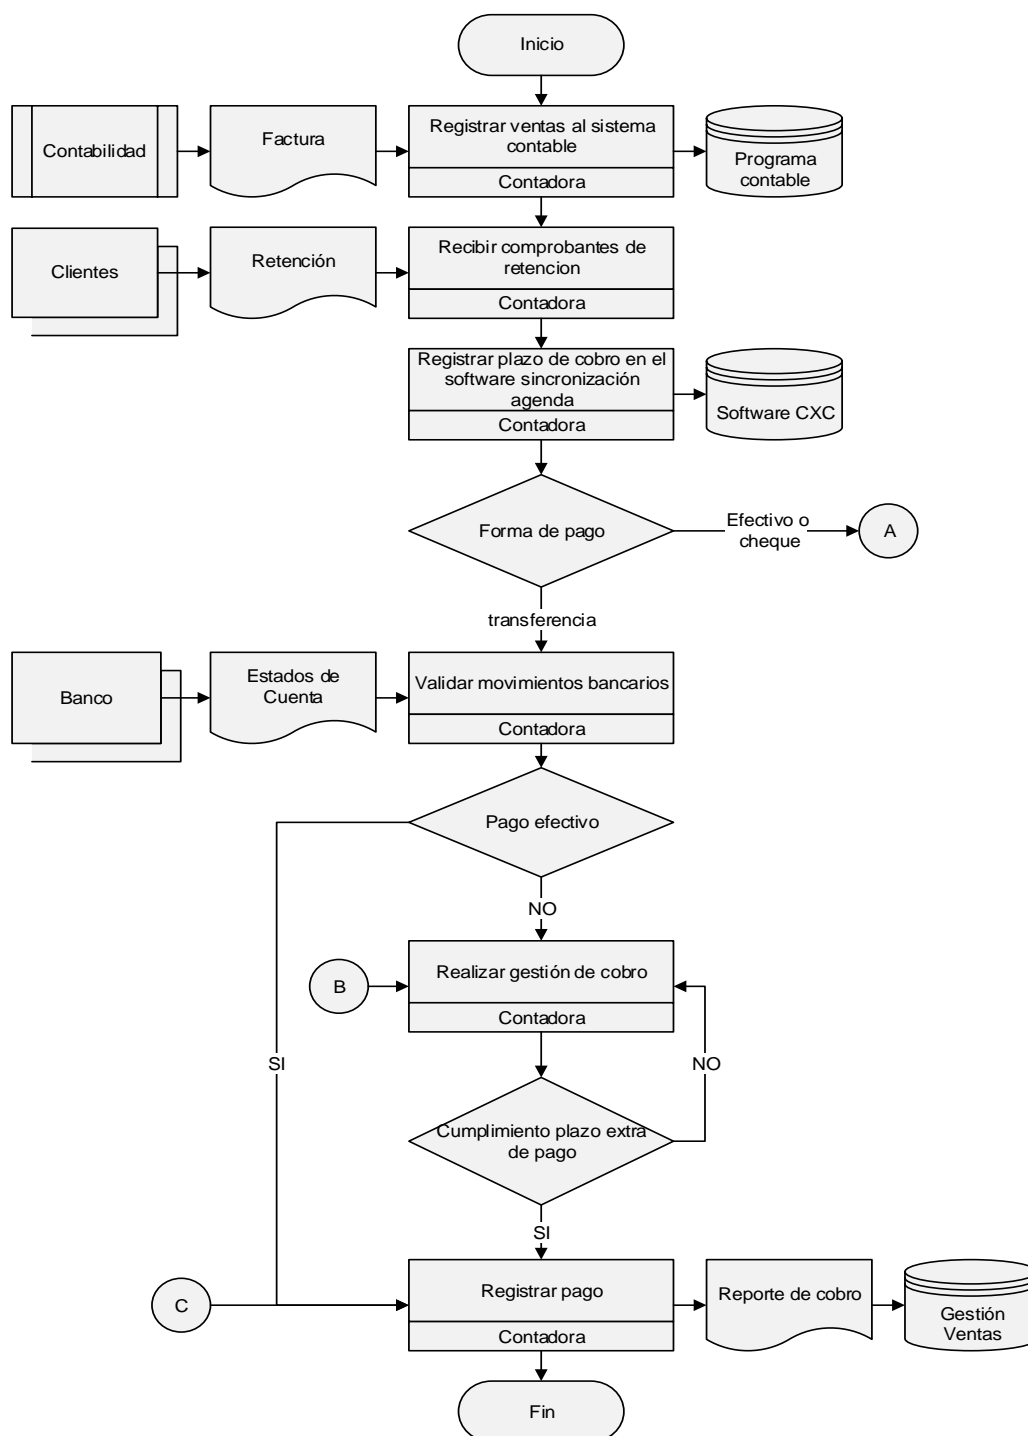 Inicio
Contabilidad
Factura
Registrar ventas al sistema
contable
Contadora
Programa
contable
Clientes
Retención
Recibir comprobantes de
retencion
Contadora
Registrar plazo de cobro en el
software sincronización
agenda
Contadora
Software CXC
Forma de pago
Efectivo o
cheque
A
transferencia
Banco
Estados de
Cuenta
Validar movimientos bancarios
Contadora
Pago efectivo
NO
B
Realizar gestión de cobro
Contadora
SI
NO
Cumplimiento plazo extra
de pago
SI
C
Registrar pago
Contadora
Reporte de cobro
Gestión
Ventas
Fin